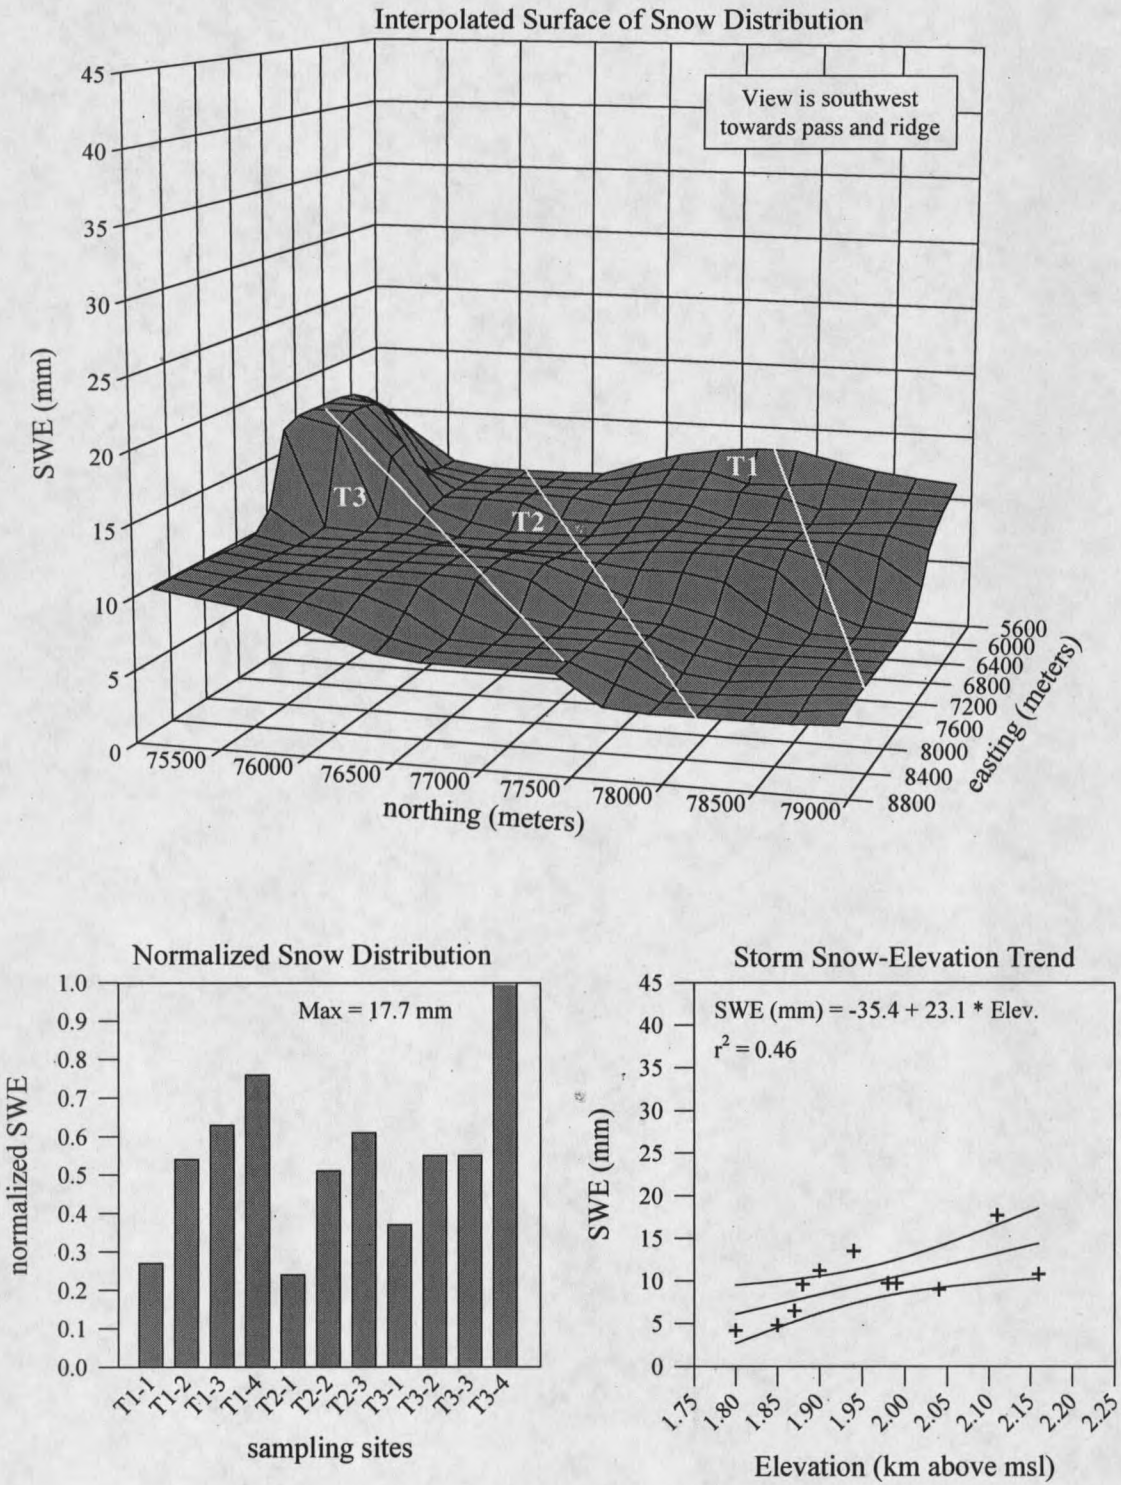 Interpolated Surface of Snow Distribution
View is southwest
towards pass and ridge
SWE (mm)
45
40
35
30
25
20
15
10
5
0
T3
T2
T1
75500
76000
76500
77000
77500
78000
78500
79000
northing (meters)
5600
6000
6400
6800
7200
7600
8000
8400
8800
easting (meters)
Normalized Snow Distribution
Max = 17.7 mm
normalized SWE
1.0
0.9
0.8
0.7
0.6
0.5
0.4
0.3
0.2
0.1
0.0
T1-1
T1-2
T1-3
T1-4
T2-1
T2-2
T2-3
T3-1
T3-2
T3-3
T3-4
sampling sites
Storm Snow-Elevation Trend
SWE (mm) = -35.4 + 23.1 * Elev.
r² = 0.46
SWE (mm)
45
40
35
30
25
20
15
10
5
0
1.75
1.80
1.85
1.90
1.95
2.00
2.05
2.10
2.15
2.20
2.25
Elevation (km above msl)